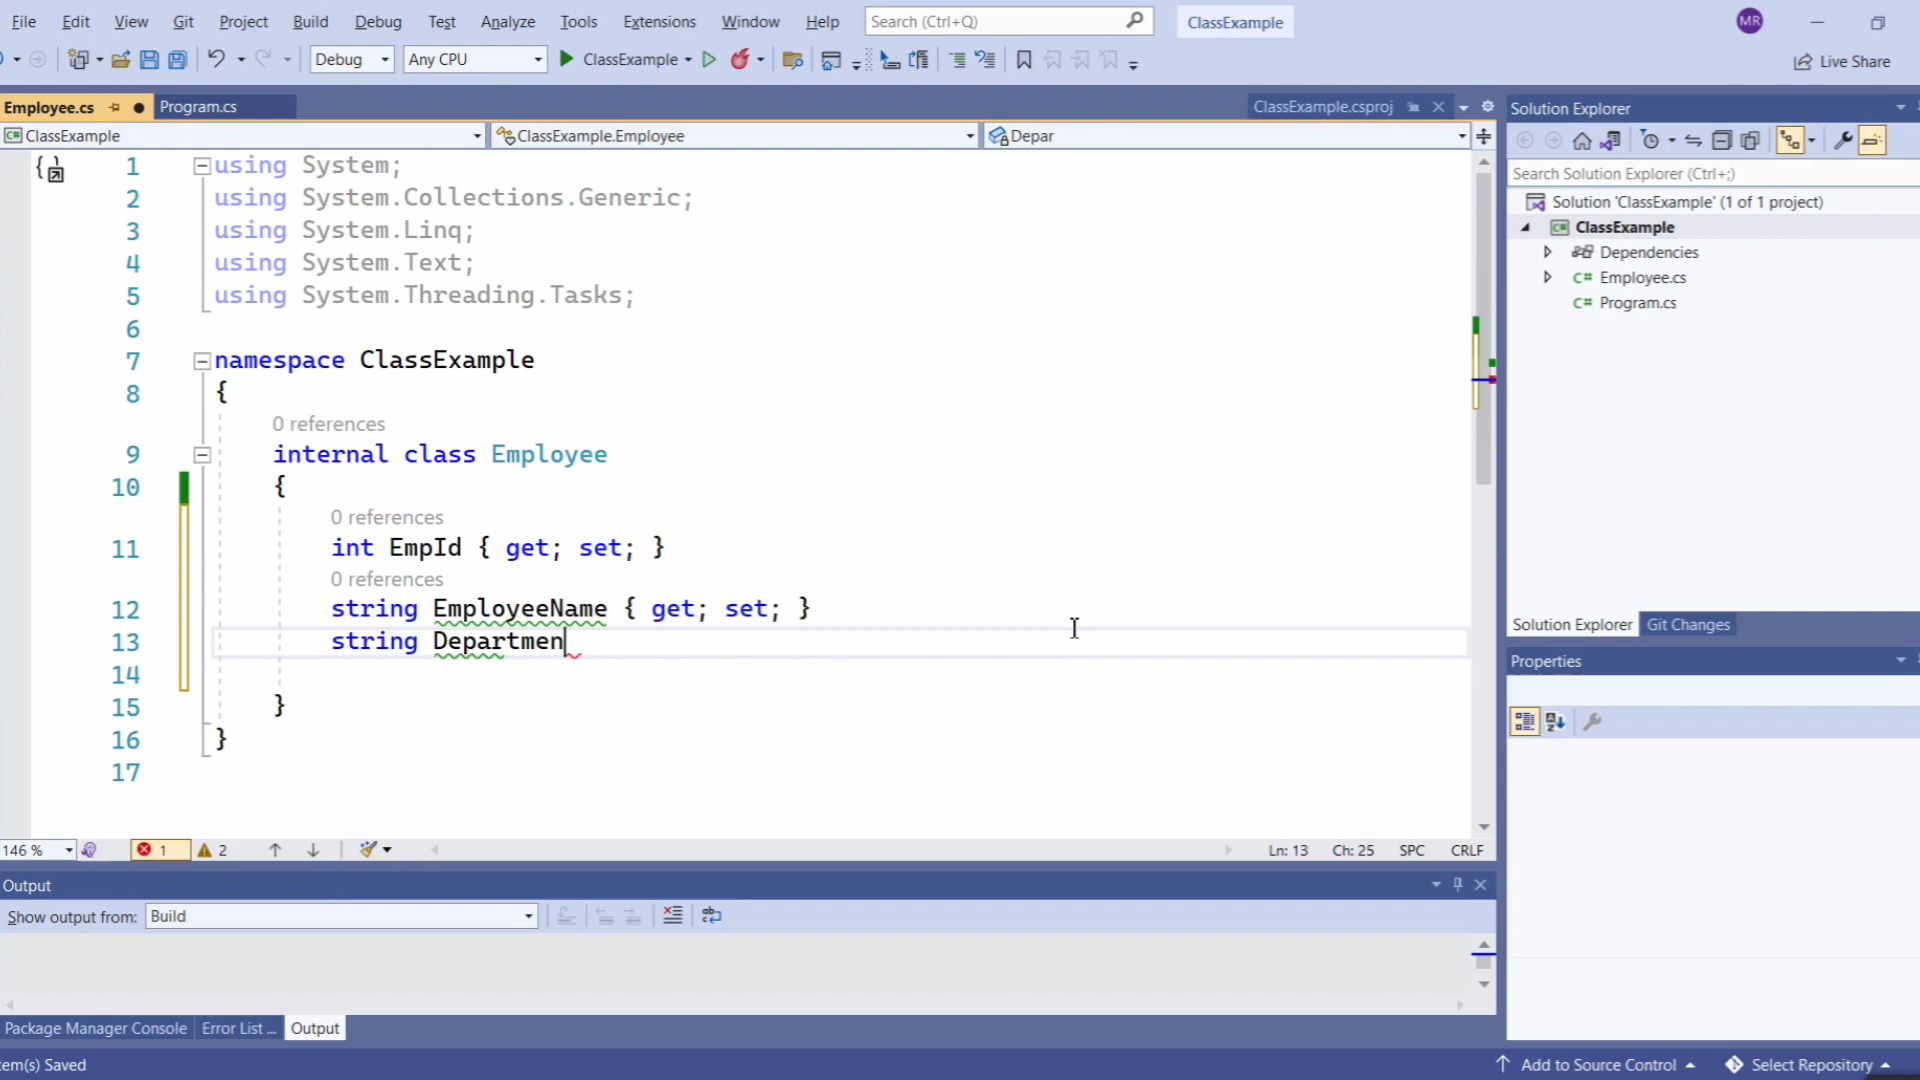 File Edit View Git Project Build Debug Test Analyze Tools Extensions Window Help Search (Ctrl+Q) ClassExample MR
Debug Any CPU ClassExample Live Share
Employee.cs Program.cs ClassExample.csproj
ClassExample ClassExample.Employee Depar
1 using System;
2 using System.Collections.Generic;
3 using System.Linq;
4 using System.Text;
5 using System.Threading.Tasks;
6
7 namespace ClassExample
8 {
0 references
9 internal class Employee
10 {
0 references
11 int EmpId { get; set; }
0 references
12 string EmployeeName { get; set; }
13 string Departmen
14
15 }
16 }
17
146 % 1 2 Ln: 13 Ch: 25 SPC CRLF
Output
Show output from: Build
Package Manager Console Error List ... Output
em(s) Saved
Solution Explorer
Search Solution Explorer (Ctrl+;)
Solution 'ClassExample' (1 of 1 project)
ClassExample
Dependencies
C# Employee.cs
C# Program.cs
Solution Explorer Git Changes
Properties
Add to Source Control Select Repository